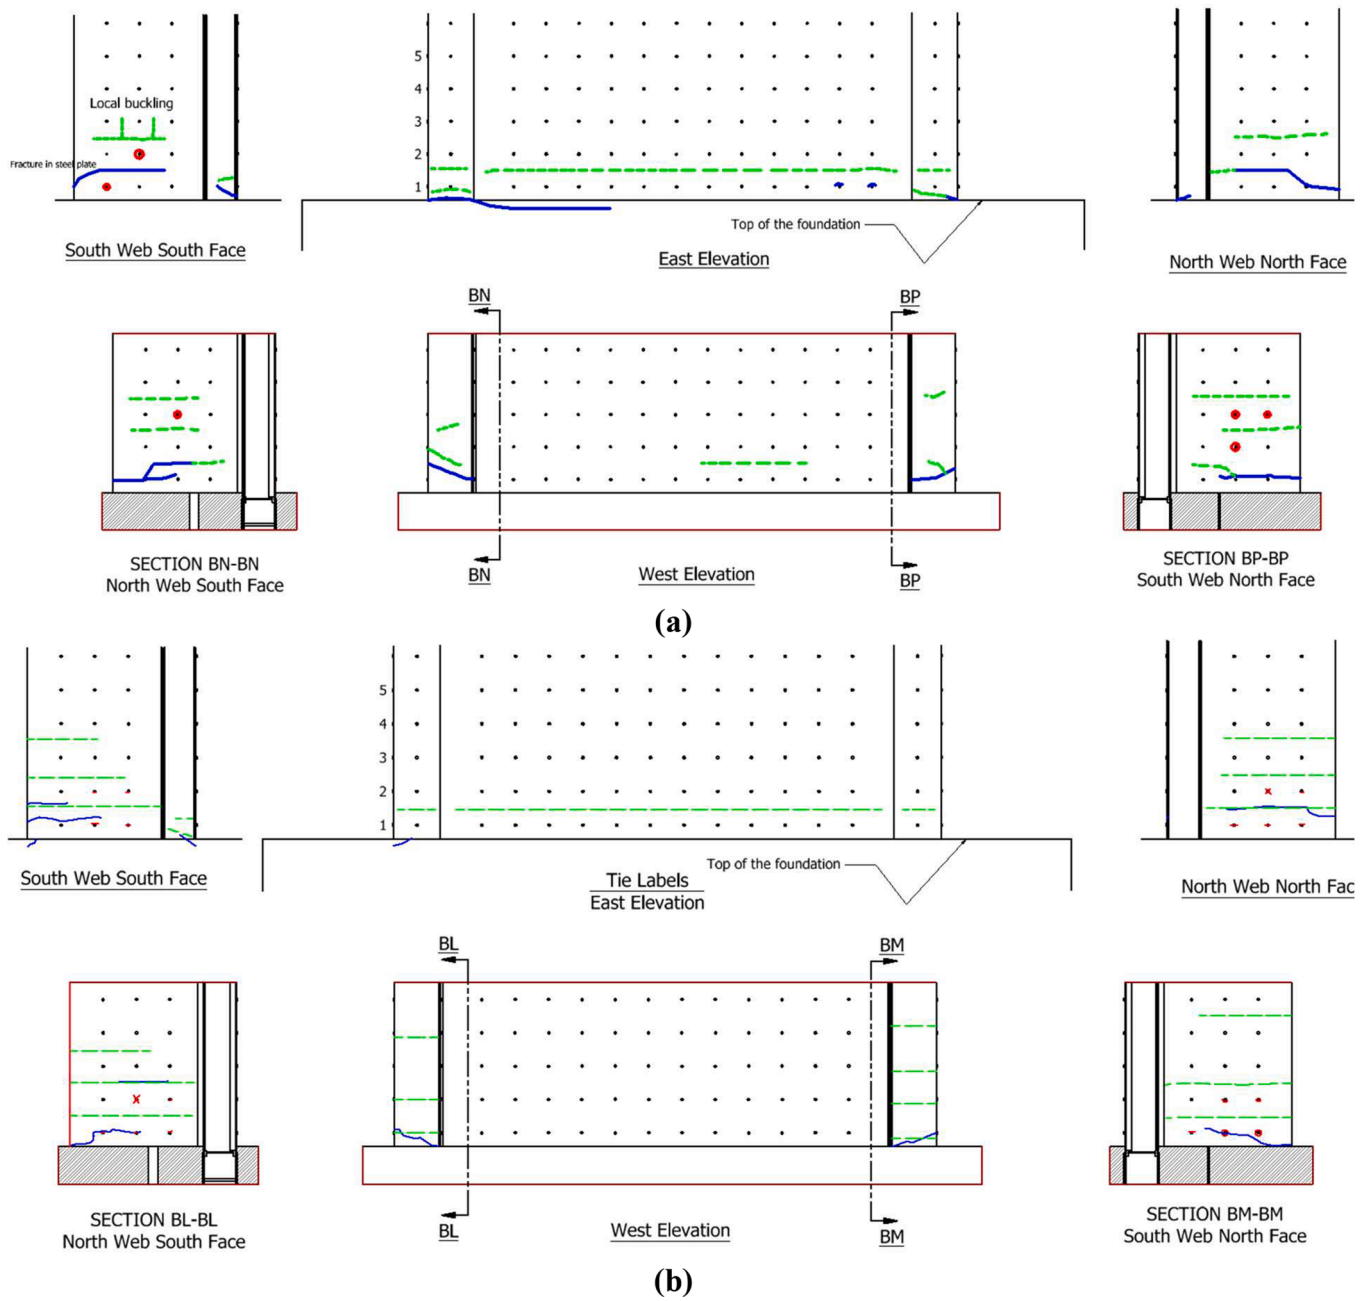 5
4
3
2
1
Local buckling
Fracture in steel plate
Top of the foundation
South Web South Face
East Elevation
North Web North Face
BN
BP
BN
BP
SECTION BN-BN
North Web South Face
West Elevation
SECTION BP-BP
South Web North Face
(a)
5
4
3
2
1
Top of the foundation
South Web South Face
Tie Labels
East Elevation
North Web North Fac
BL
BM
BL
BM
SECTION BL-BL
North Web South Face
West Elevation
SECTION BM-BM
South Web North Face
(b)